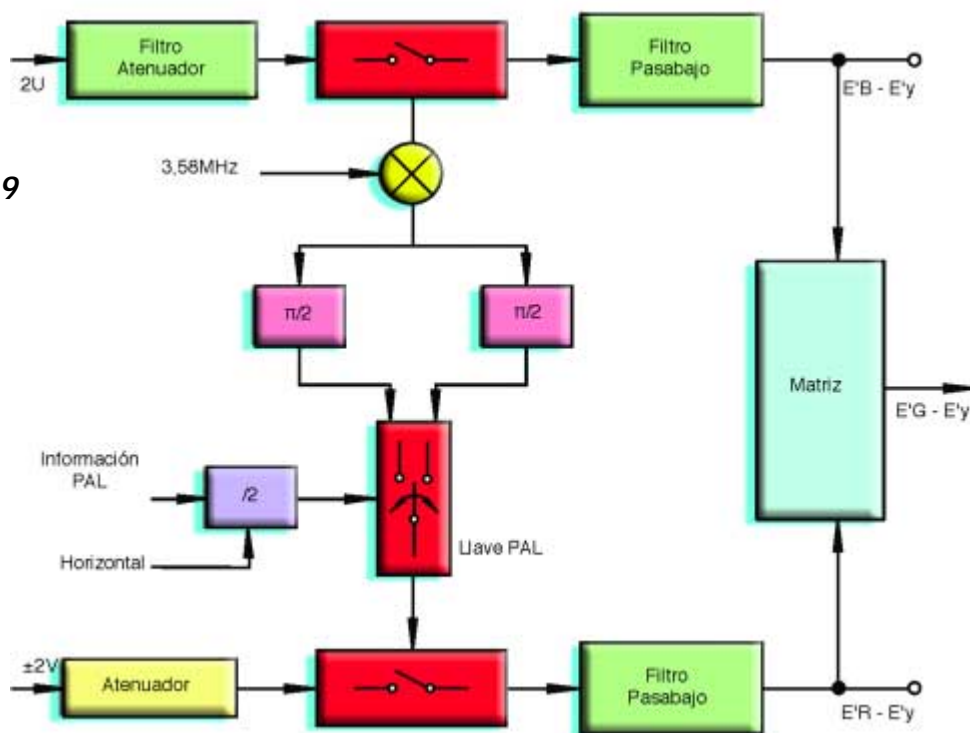 Filtro
Atenuador
2U
Filtro
Pasabajo
E'B - E'y
3,58MHz
9
π/2
π/2
Matriz
E'G - E'y
Información
PAL
/2
Horizontal
Llave PAL
±2V
Atenuador
Filtro
Pasabajo
E'R - E'y